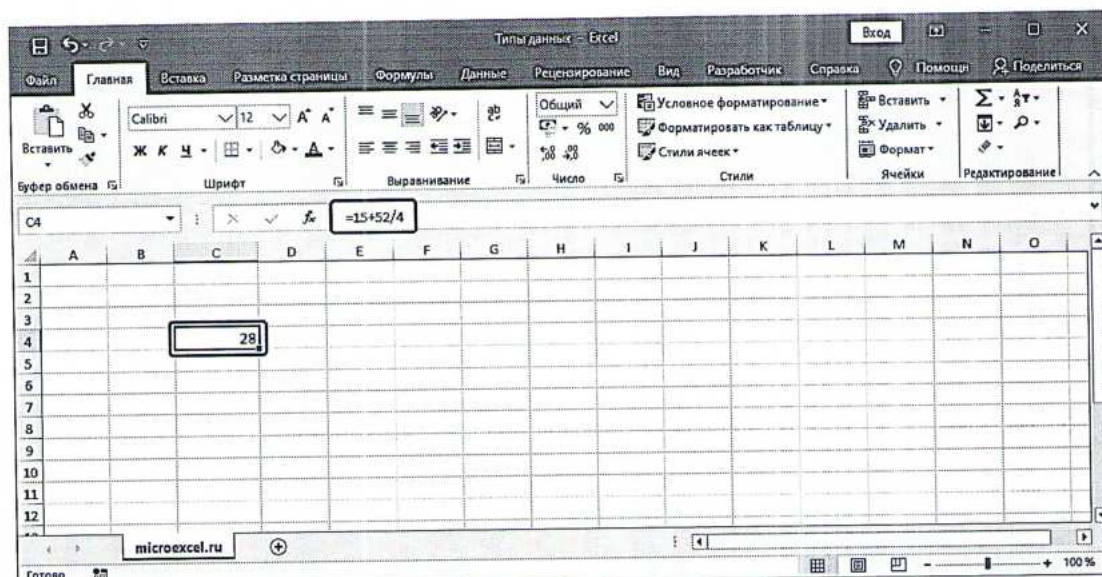 Типы данных - Excel
Вход
Файл Главная Вставка Разметка страницы Формулы Данные Рецензирование Вид Разработчик Справка Помощн Поделиться
Вставить
Calibri 12 A A
Ж К Ч A
ab
Общий
% 000
Условное форматирование
Форматировать как таблицу
Стили ячеек
Вставить
Удалить
Формат
Буфер обмена Шрифт Выравнивание Число Стили Ячейки Редактирование
C4 fx =15+52/4
A B C D E F G H I J K L M N O
1
2
3
4 28
5
6
7
8
9
10
11
12
microexcel.ru
Готово 100 %